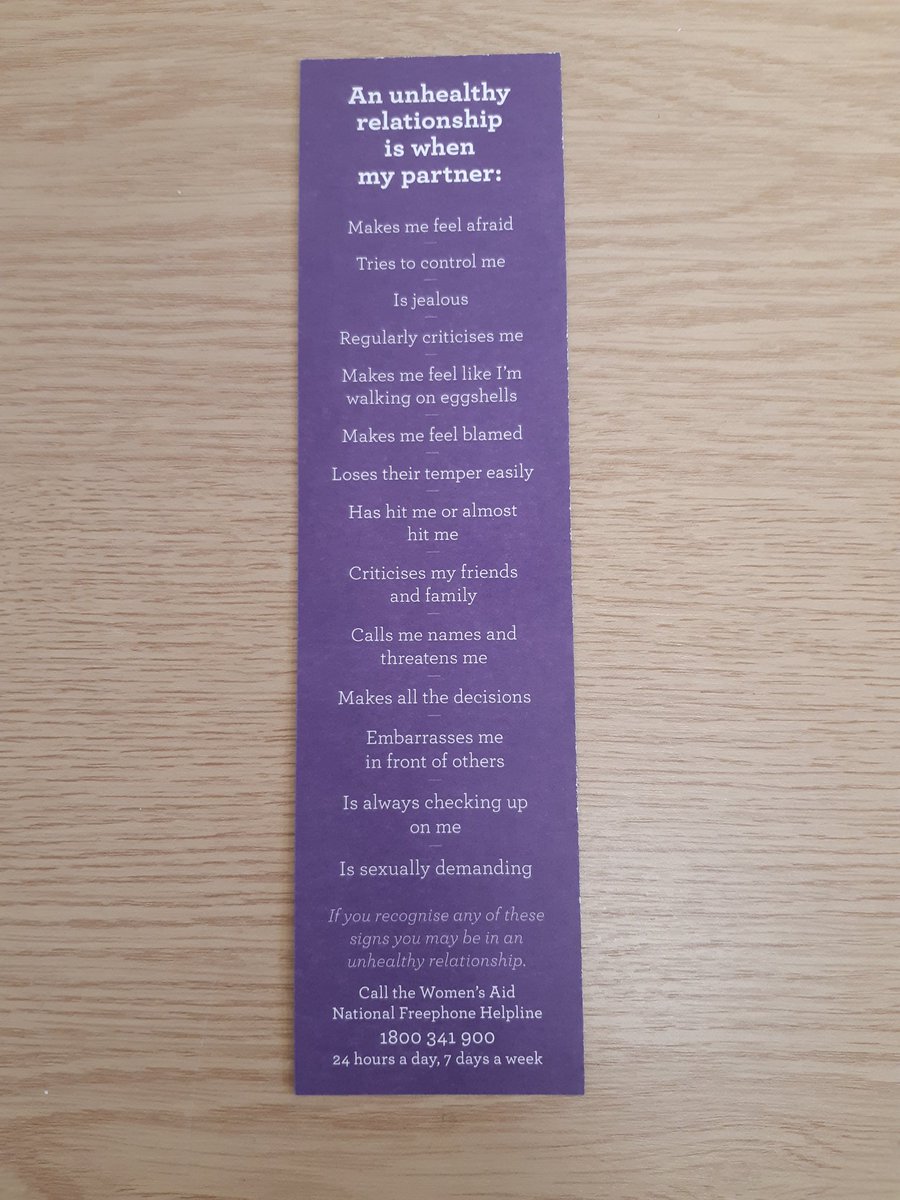 An unhealthy
relationship
is when
my partner:
Makes me feel afraid
Tries to control me
Is jealous
Regularly criticises me
Makes me feel like I'm
walking on eggshells
Makes me feel blamed
Loses their temper easily
Has hit me or almost
hit me
Criticises my friends
and family
Calls me names and
threatens me
Makes all the decisions
Embarrasses me
in front of others
Is always checking up
on me
Is sexually demanding
If you recognise any of these
signs you may be in an
unhealthy relationship.
Call the Women's Aid
National Freephone Helpline
1800 341 900
24 hours a day, 7 days a week